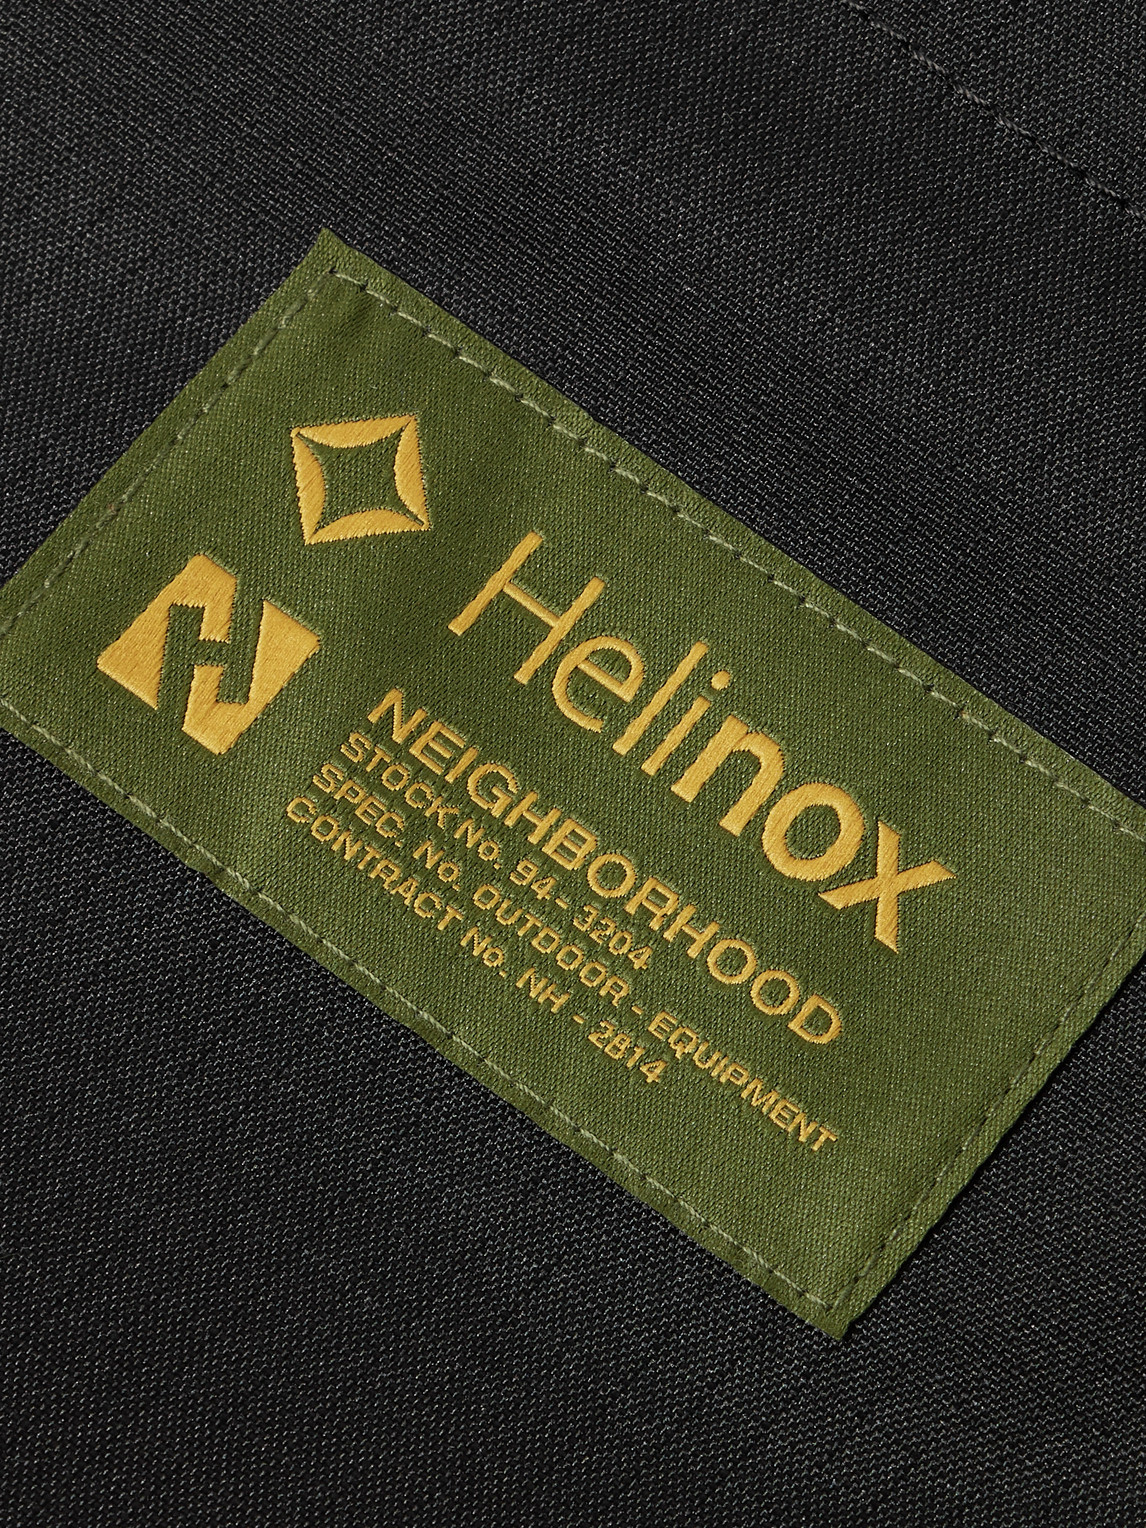 Helinox
NEIGHBORHOOD
STOCK No. 94-3204
SPEC. No. OUTDOOR - EQUIPMENT
CONTRACT No. NH - 2814